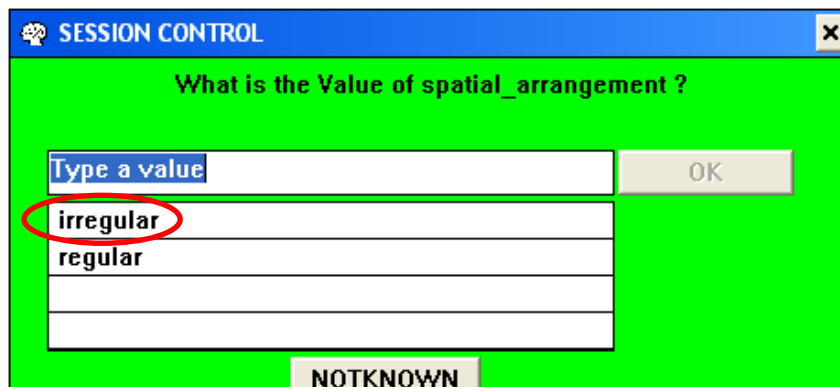 SESSION CONTROL
What is the Value of spatial_arrangement ?
Type a value
OK
irregular
regular
NOTKNOWN